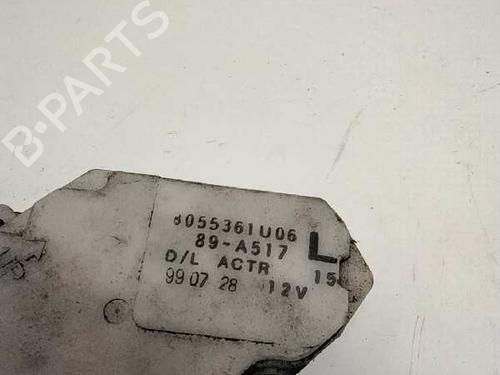 B-PARTS
8055361U06
89-A517
L
D/L ACTR
15
99 07 28 12V